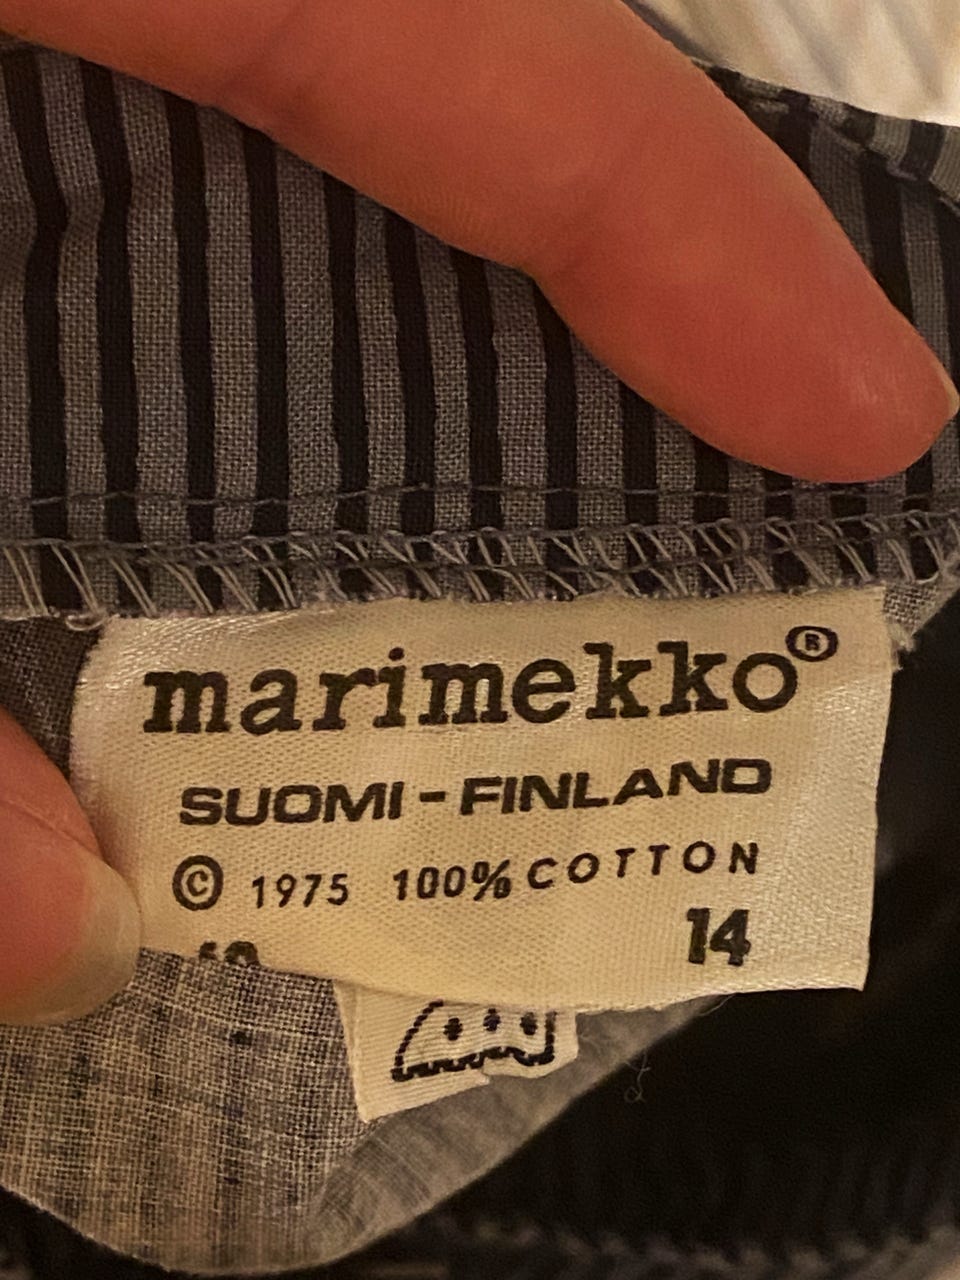 marimekko®
SUOMI - FINLAND
© 1975 100% COTTON
14